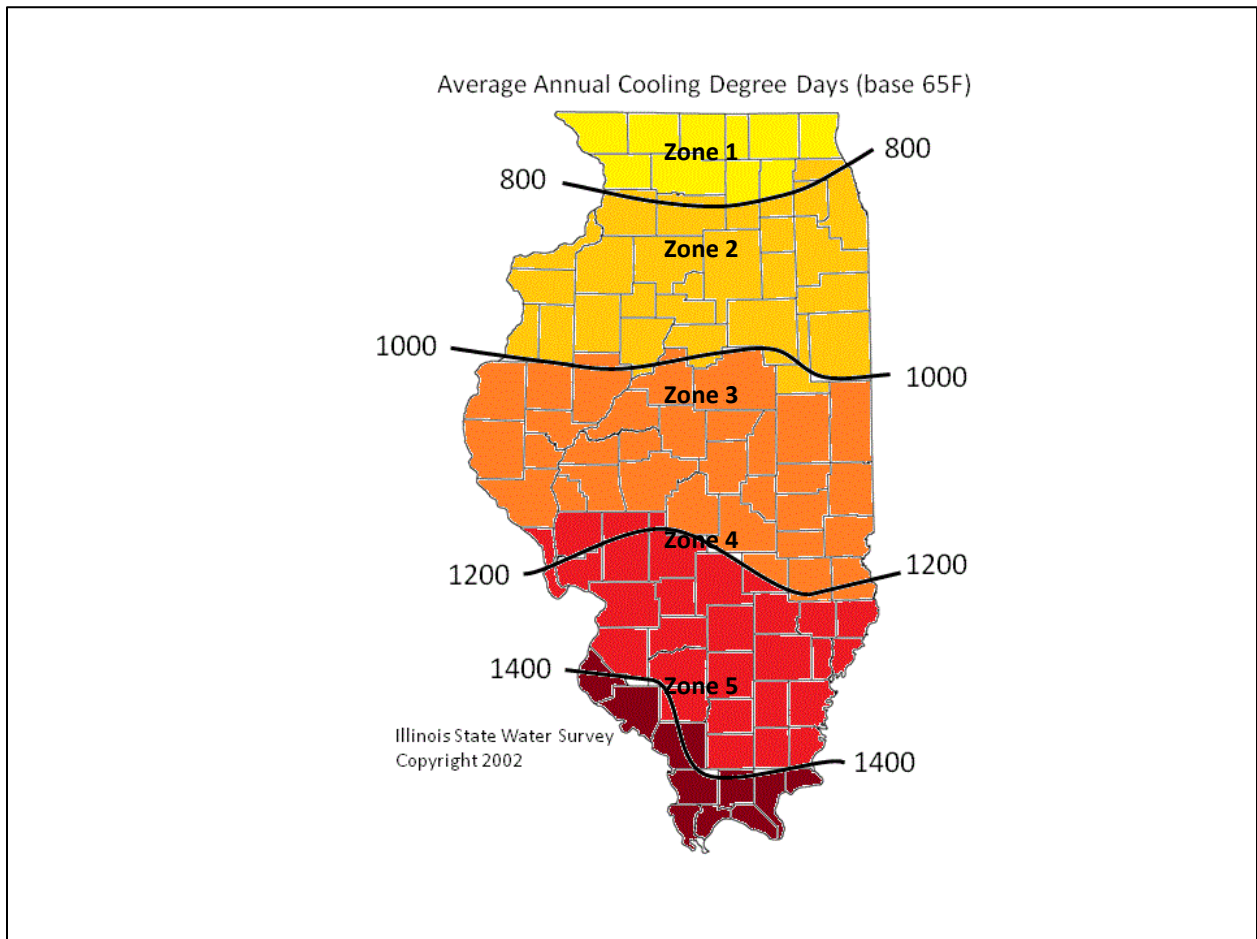 Average Annual Cooling Degree Days (base 65F)
Zone 1
800
800
Zone 2
1000
1000
Zone 3
Zone 4
1200
1200
1400
Zone 5
Illinois State Water Survey
Copyright 2002
1400